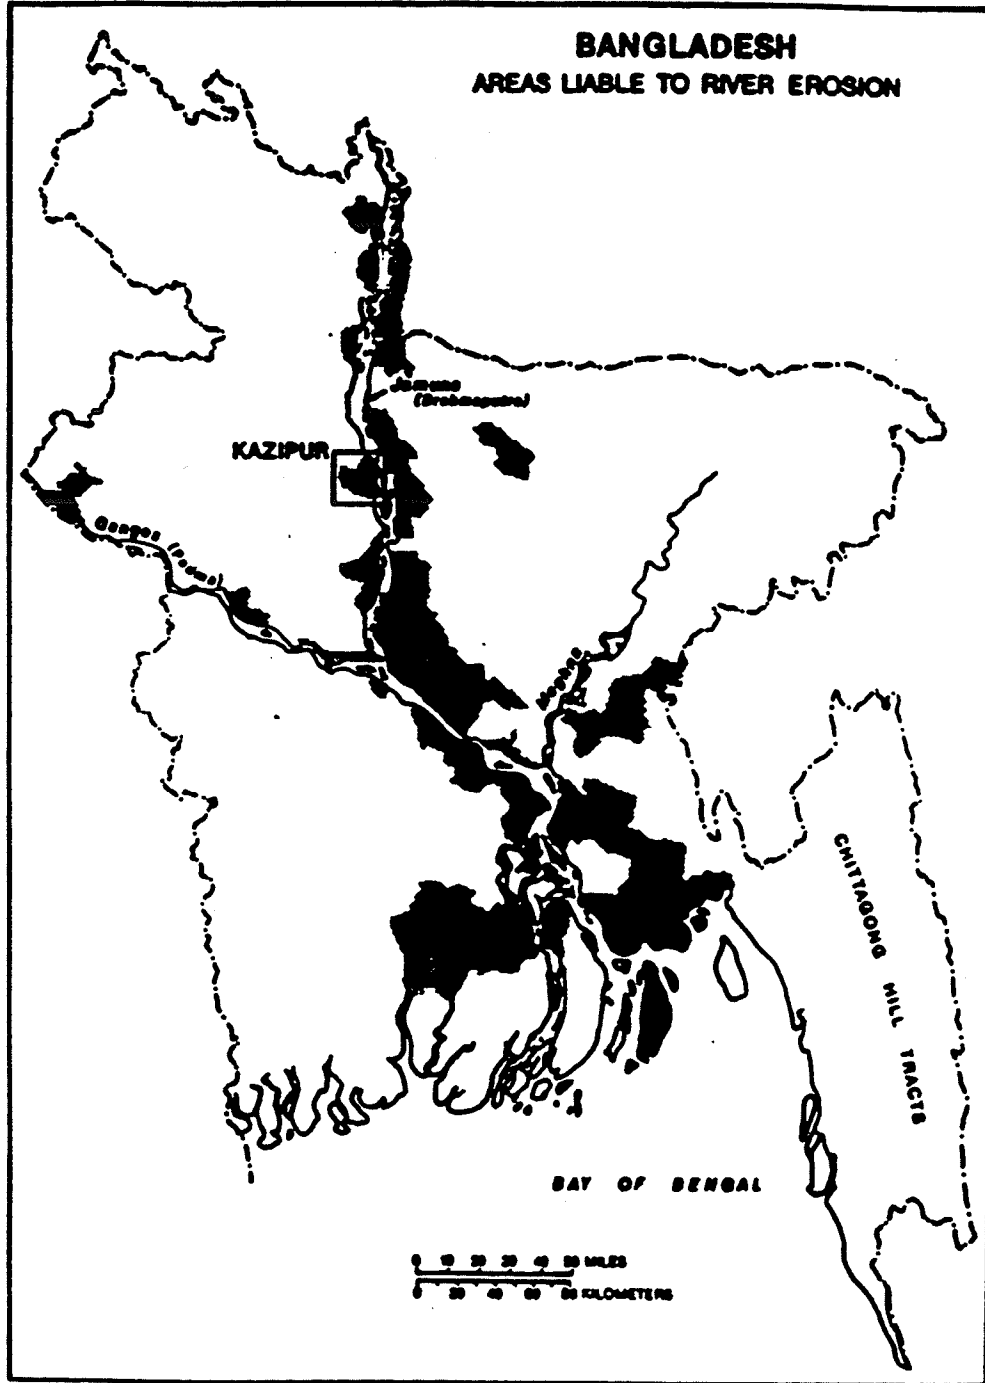 BANGLADESH
AREAS LIABLE TO RIVER EROSION
Jamuna
(Brahmaputra)
KAZIPUR
Ganges (Padma)
Meghna
CHITTAGONG HILL TRACTS
BAY OF BENGAL
0 10 20 30 40 50 MILES
0 20 40 60 80 KILOMETERS